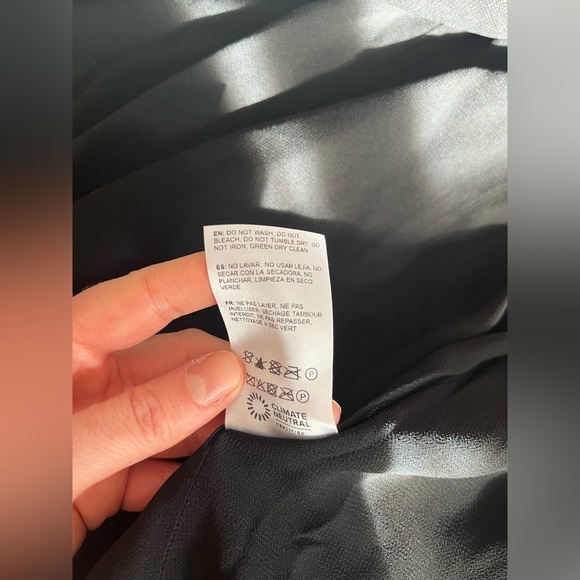 EN: DO NOT WASH, DO NOT
BLEACH, DO NOT TUMBLE DRY, DO
NOT IRON, GREEN DRY CLEAN
ES: NO LAVAR, NO USAR LEJÍA, NO
SECAR CON LA SECADORA, NO
PLANCHAR, LIMPIEZA EN SECO
VERDE
FR: NE PAS LAVER, NE PAS
JAVELLISER, SÉCHAGE TAMBOUR
INTERDIT, NE PAS REPASSER,
NETTOYAGE À SEC VERT
P
P
CLIMATE
NEUTRAL
CERTIFIED